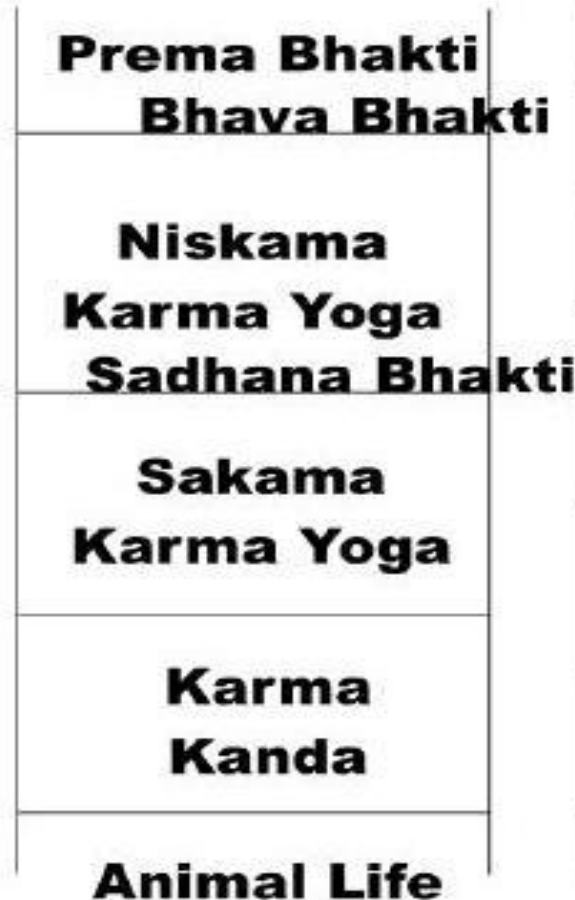 Prema Bhakti
Bhava Bhakti
Niskama
Karma Yoga
Sadhana Bhakti
Sakama
Karma Yoga
Karma
Kanda
Animal Life